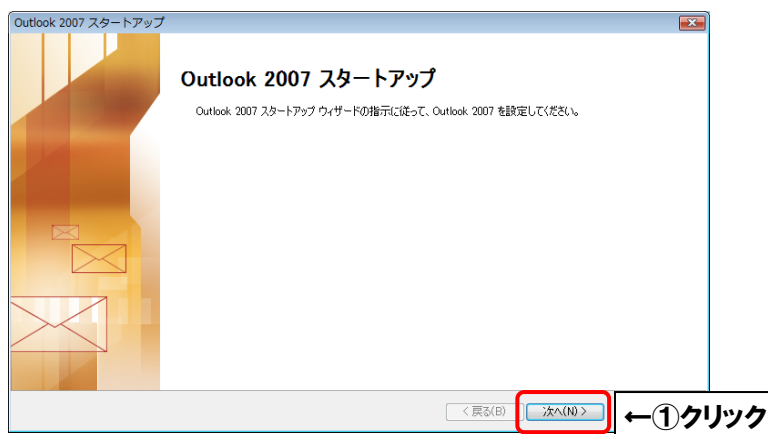 Outlook 2007 スタートアップ
Outlook 2007 スタートアップ
Outlook 2007 スタートアップ ウィザードの指示に従って、Outlook 2007 を設定してください。
< 戻る(B)
次へ(N) >
←①クリック